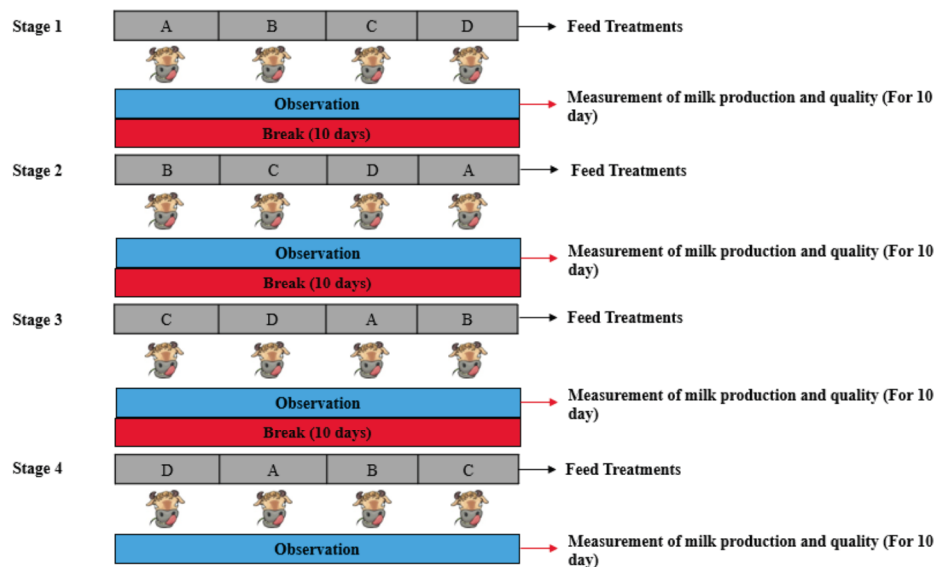 Stage 1
A B C D
Feed Treatments
Observation
Measurement of milk production and quality (For 10
day)
Break (10 days)
Stage 2
B C D A
Feed Treatments
Observation
Measurement of milk production and quality (For 10
day)
Break (10 days)
Stage 3
C D A B
Feed Treatments
Observation
Measurement of milk production and quality (For 10
day)
Break (10 days)
Stage 4
D A B C
Feed Treatments
Observation
Measurement of milk production and quality (For 10
day)